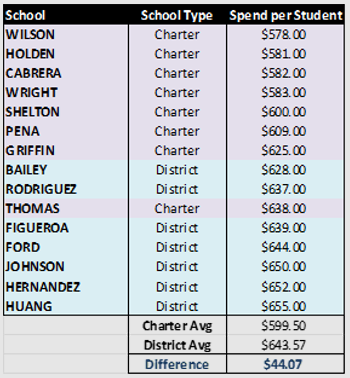 School School Type Spend per Student
WILSON Charter $578.00
HOLDEN Charter $581.00
CABRERA Charter $582.00
WRIGHT Charter $583.00
SHELTON Charter $600.00
PENA Charter $609.00
GRIFFIN Charter $625.00
BAILEY District $628.00
RODRIGUEZ District $637.00
THOMAS Charter $638.00
FIGUEROA District $639.00
FORD District $644.00
JOHNSON District $650.00
HERNANDEZ District $652.00
HUANG District $655.00
Charter Avg $599.50
District Avg $643.57
Difference $44.07